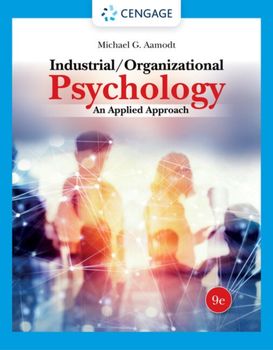 CENGAGE
Michael G. Aamodt
Industrial/Organizational
Psychology
An Applied Approach
9e